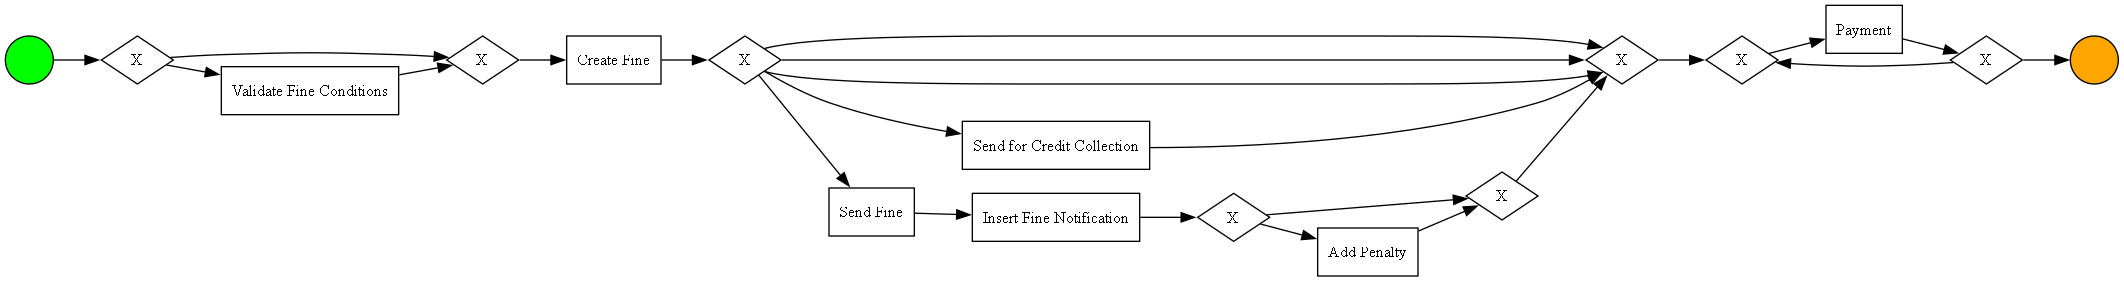 X
Validate Fine Conditions
X
Create Fine
X
Send for Credit Collection
Send Fine
Insert Fine Notification
X
Add Penalty
X
X
X
Payment
X